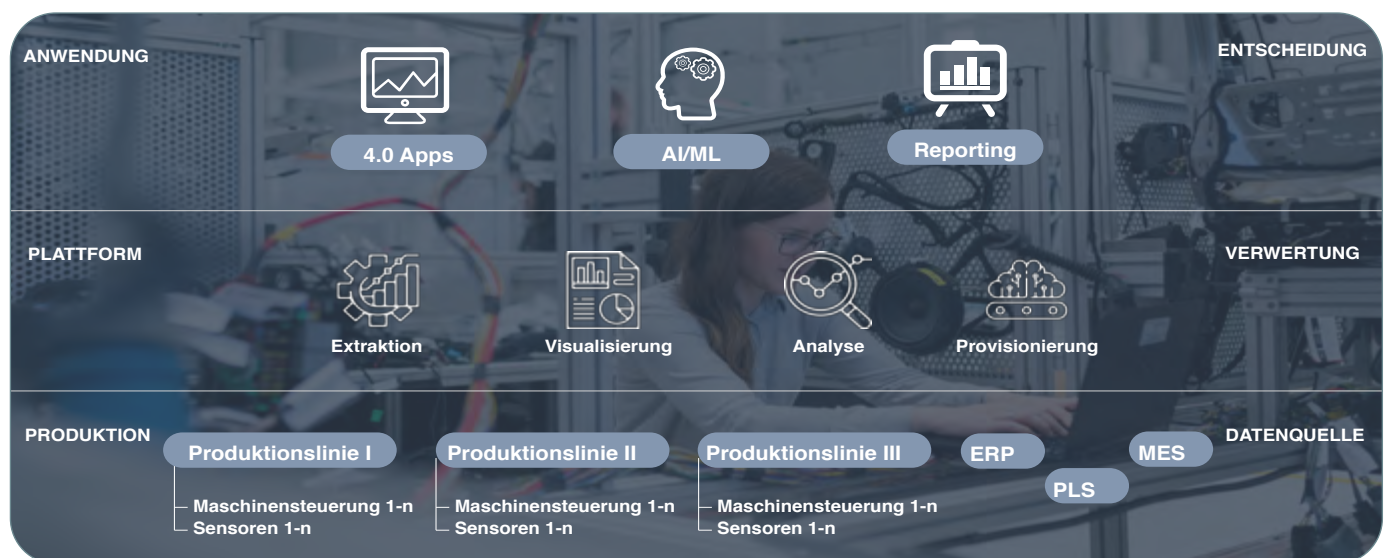 ANWENDUNG
ENTSCHEIDUNG
4.0 Apps
AI/ML
Reporting
PLATTFORM
VERWERTUNG
Extraktion
Visualisierung
Analyse
Provisionierung
PRODUKTION
DATENQUELLE
Produktionslinie I
Maschinensteuerung 1-n
Sensoren 1-n
Produktionslinie II
Maschinensteuerung 1-n
Sensoren 1-n
Produktionslinie III
Maschinensteuerung 1-n
Sensoren 1-n
ERP
PLS
MES